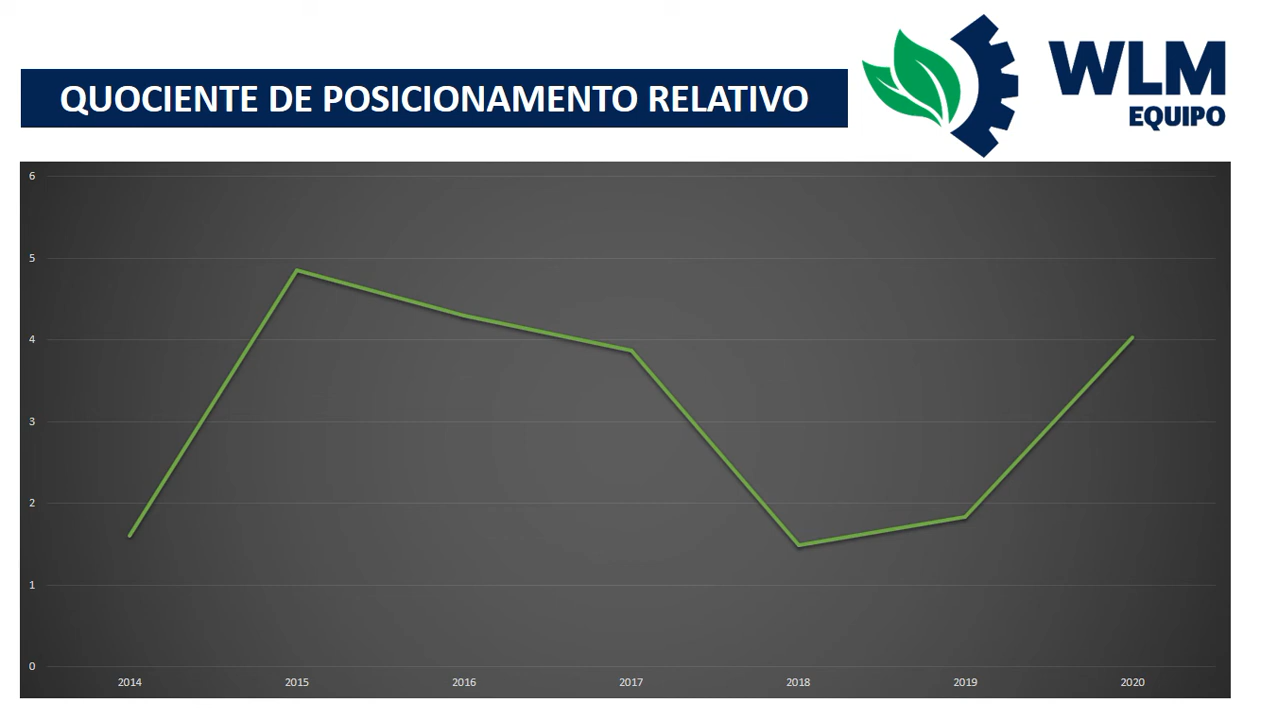 QUOCIENTE DE POSICIONAMENTO RELATIVO
WLM
EQUIPO
6
5
4
3
2
1
0
2014 2015 2016 2017 2018 2019 2020